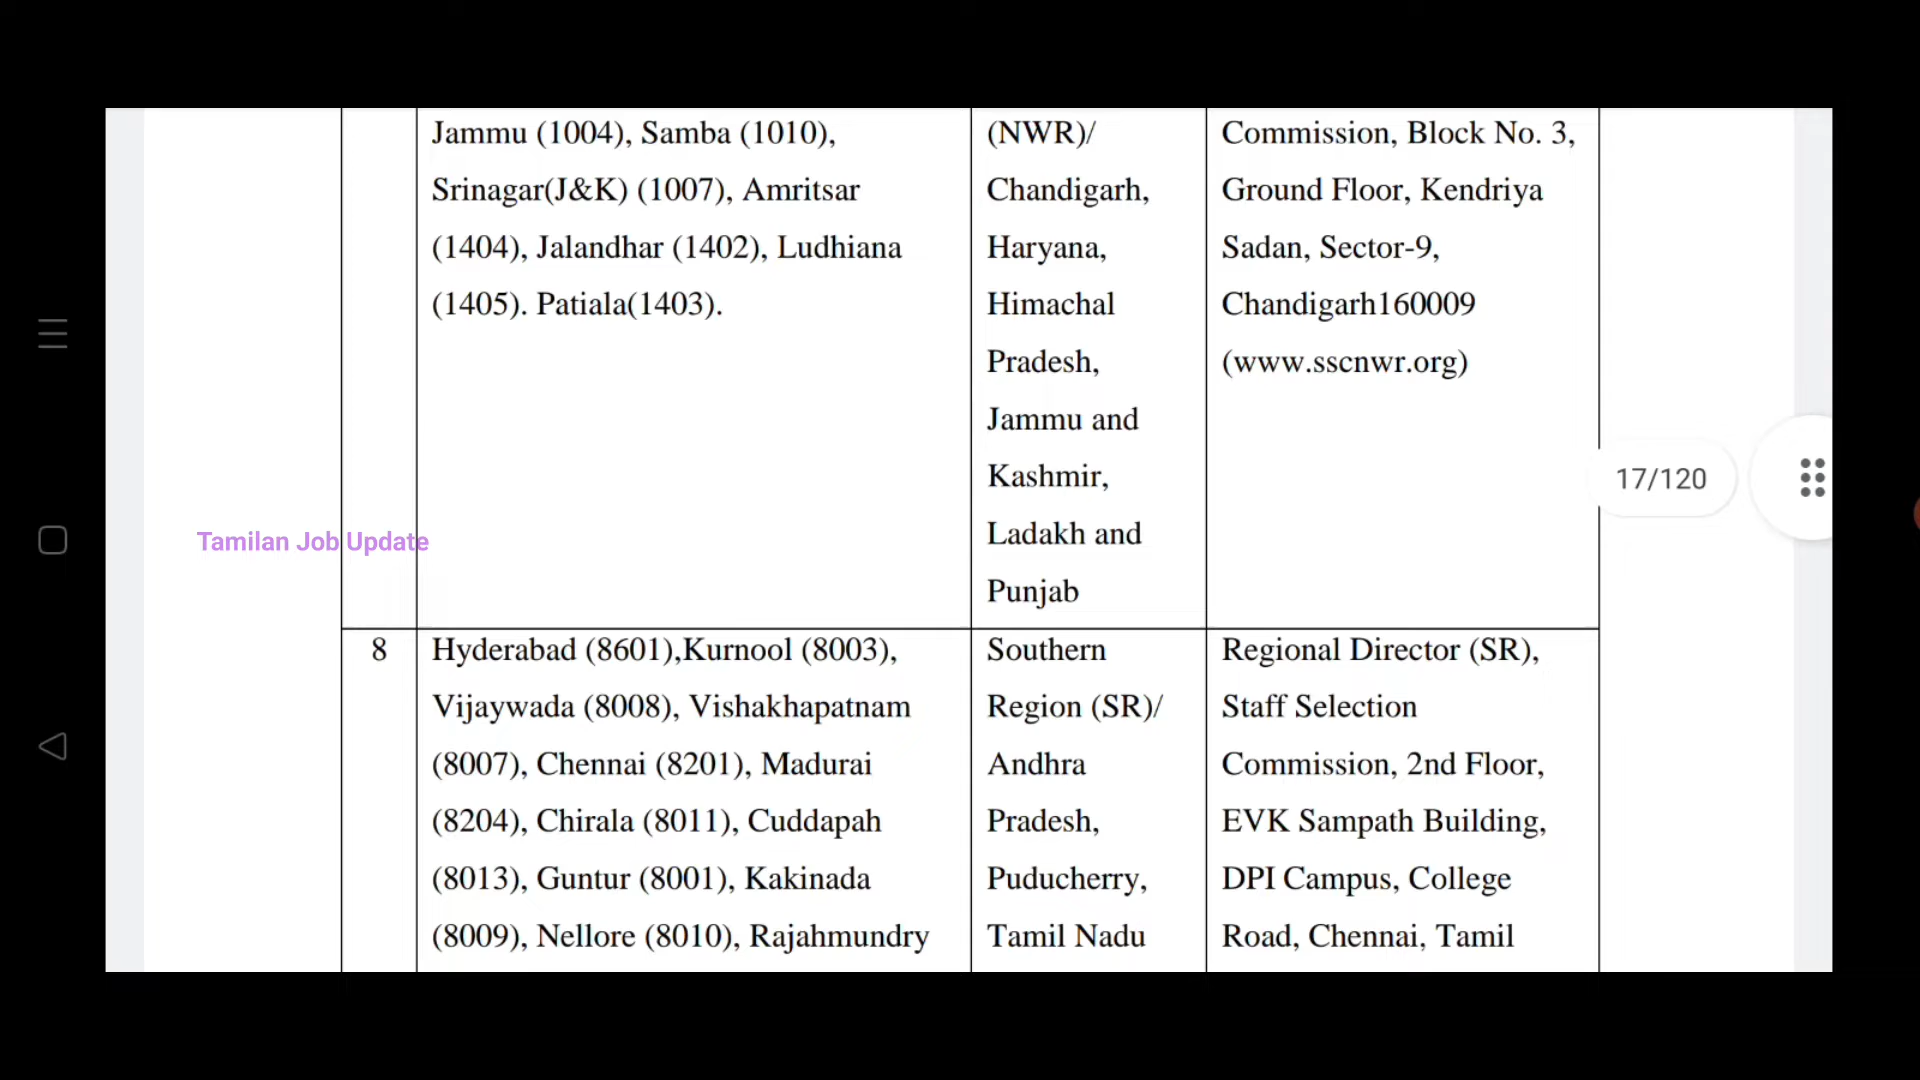 Jammu (1004), Samba (1010),
Srinagar(J&K) (1007), Amritsar
(1404), Jalandhar (1402), Ludhiana
(1405). Patiala(1403).
(NWR)/
Chandigarh,
Haryana,
Himachal
Pradesh,
Jammu and
Kashmir,
Ladakh and
Punjab
Commission, Block No. 3,
Ground Floor, Kendriya
Sadan, Sector-9,
Chandigarh160009
(www.sscnwr.org)
17/120
Tamilan Job Update
8
Hyderabad (8601),Kurnool (8003),
Vijaywada (8008), Vishakhapatnam
(8007), Chennai (8201), Madurai
(8204), Chirala (8011), Cuddapah
(8013), Guntur (8001), Kakinada
(8009), Nellore (8010), Rajahmundry
Southern
Region (SR)/
Andhra
Pradesh,
Puducherry,
Tamil Nadu
Regional Director (SR),
Staff Selection
Commission, 2nd Floor,
EVK Sampath Building,
DPI Campus, College
Road, Chennai, Tamil